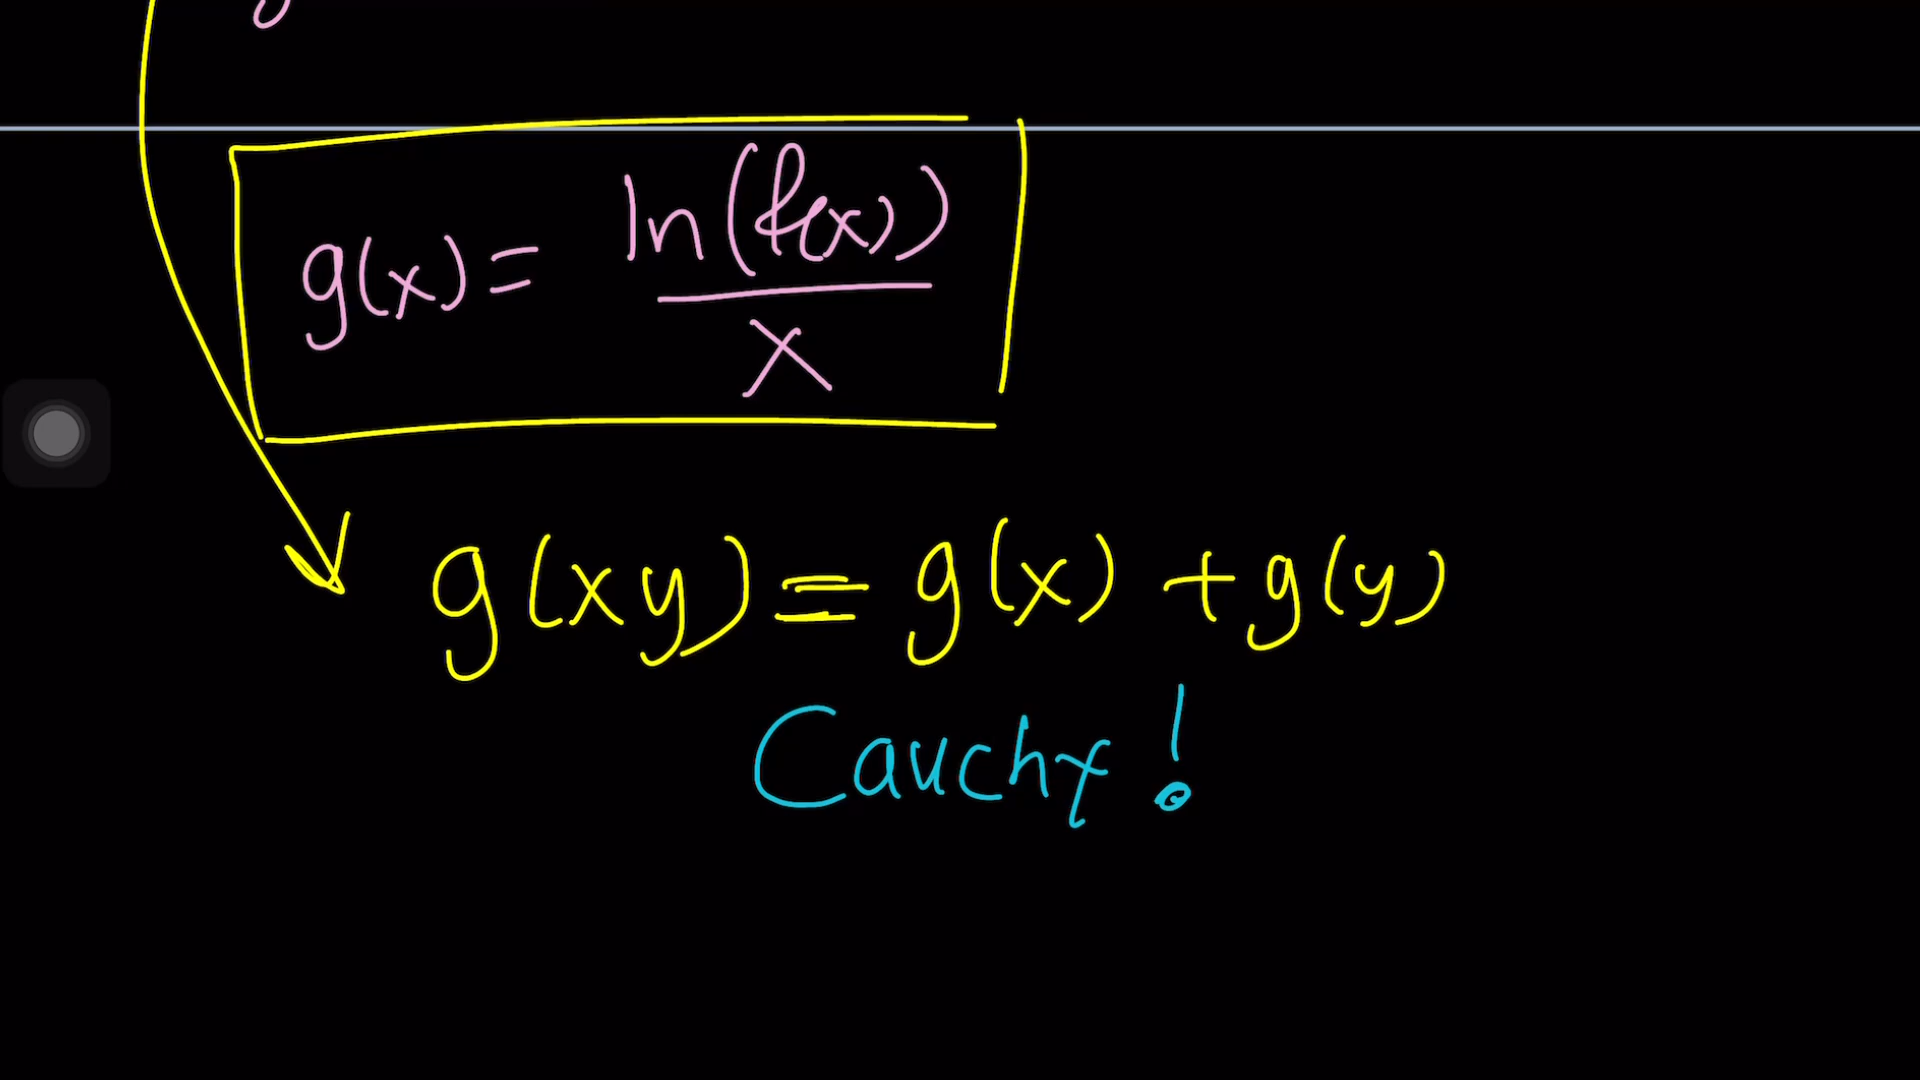 g(x) = ln(f(x)) / x
g(xy) = g(x) + g(y)
Cauchy!